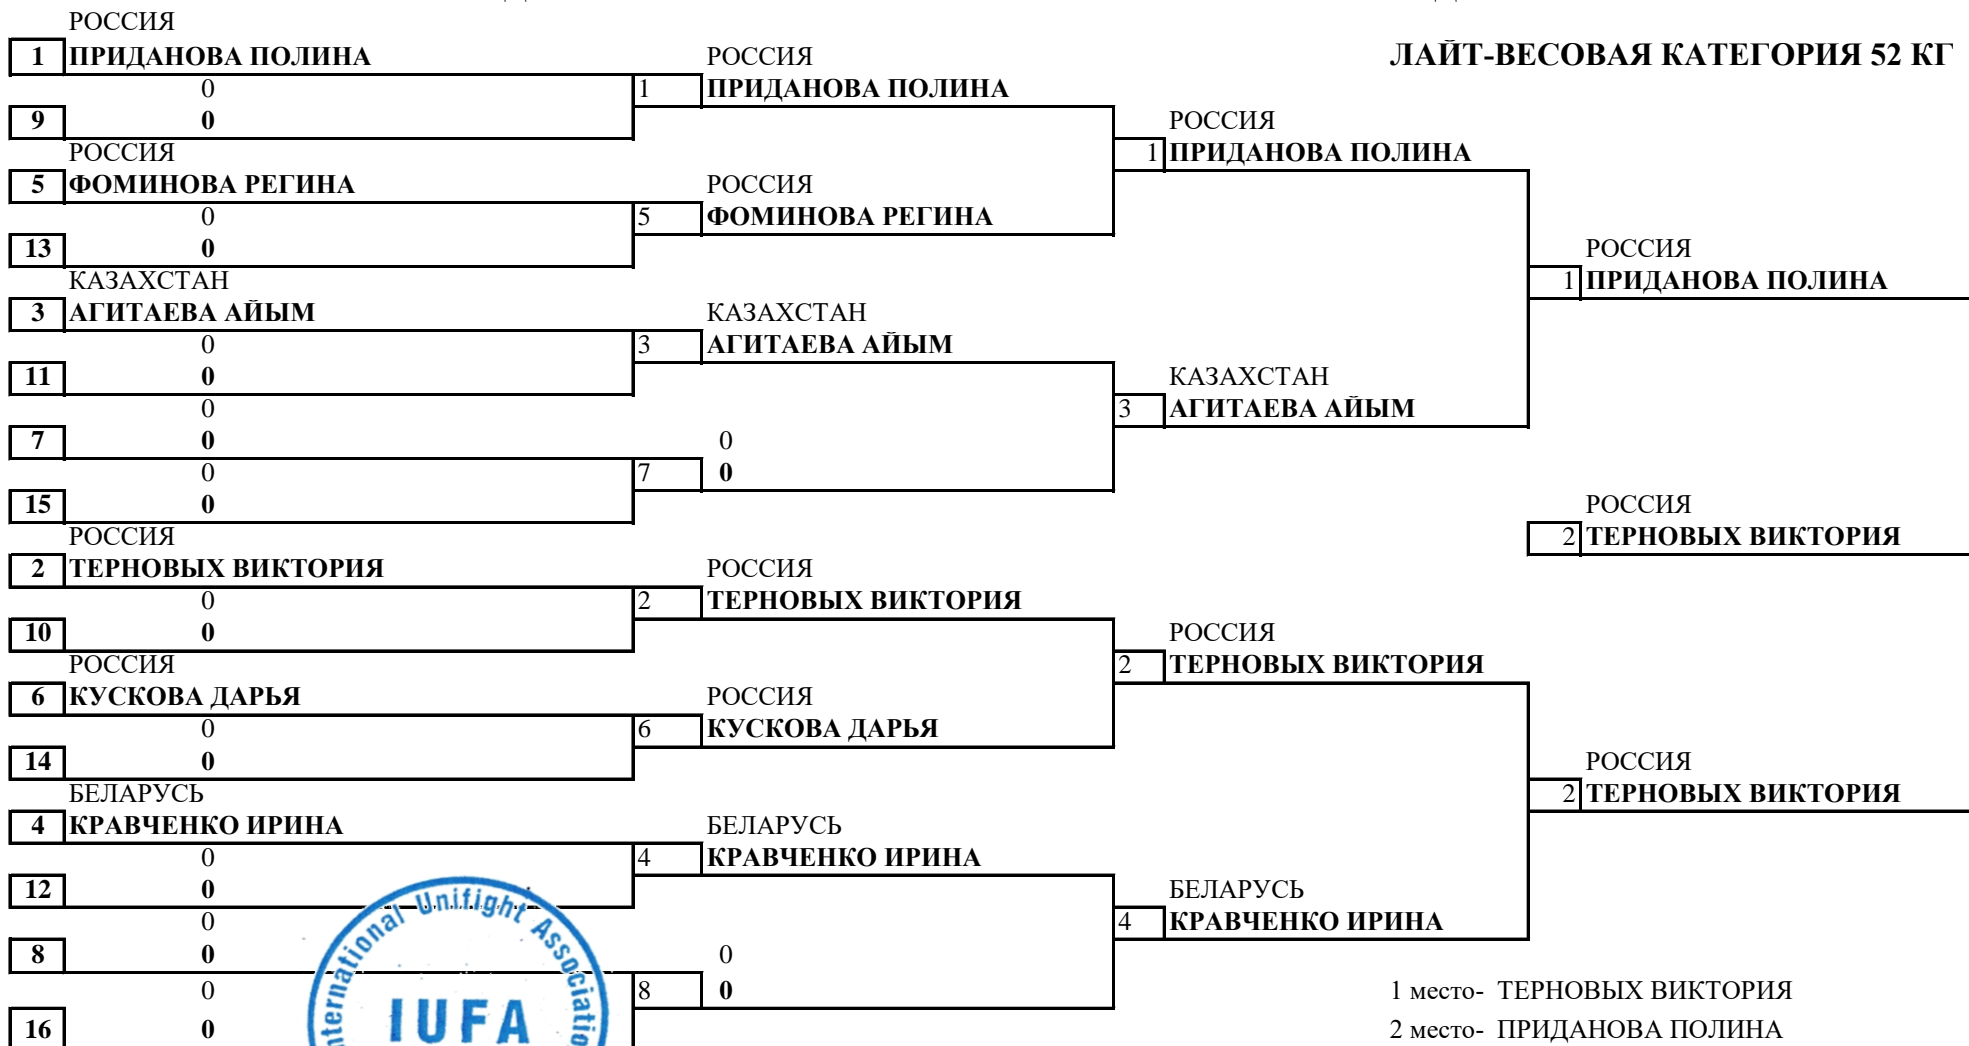 РОССИЯ
1 ПРИДАНОВА ПОЛИНА РОССИЯ ЛАЙТ-ВЕСОВАЯ КАТЕГОРИЯ 52 КГ
0 1 ПРИДАНОВА ПОЛИНА
9 0 РОССИЯ
РОССИЯ 1 ПРИДАНОВА ПОЛИНА
5 ФОМИНОВА РЕГИНА РОССИЯ
0 5 ФОМИНОВА РЕГИНА
13 0 РОССИЯ
КАЗАХСТАН 1 ПРИДАНОВА ПОЛИНА
3 АГИТАЕВА АЙЫМ КАЗАХСТАН
0 3 АГИТАЕВА АЙЫМ
11 0 КАЗАХСТАН
0 3 АГИТАЕВА АЙЫМ
7 0 0
0 7 0
15 0 РОССИЯ
РОССИЯ 2 ТЕРНОВЫХ ВИКТОРИЯ
2 ТЕРНОВЫХ ВИКТОРИЯ РОССИЯ
0 2 ТЕРНОВЫХ ВИКТОРИЯ
10 0 РОССИЯ
РОССИЯ 2 ТЕРНОВЫХ ВИКТОРИЯ
6 КУСКОВА ДАРЬЯ РОССИЯ
0 6 КУСКОВА ДАРЬЯ
14 0 РОССИЯ
БЕЛАРУСЬ 2 ТЕРНОВЫХ ВИКТОРИЯ
4 КРАВЧЕНКО ИРИНА БЕЛАРУСЬ
0 4 КРАВЧЕНКО ИРИНА
12 0 БЕЛАРУСЬ
0 4 КРАВЧЕНКО ИРИНА
8 0 0
0 8 0 1 место- ТЕРНОВЫХ ВИКТОРИЯ
16 0 2 место- ПРИДАНОВА ПОЛИНА
nternational Unifight Associatio
IUFA